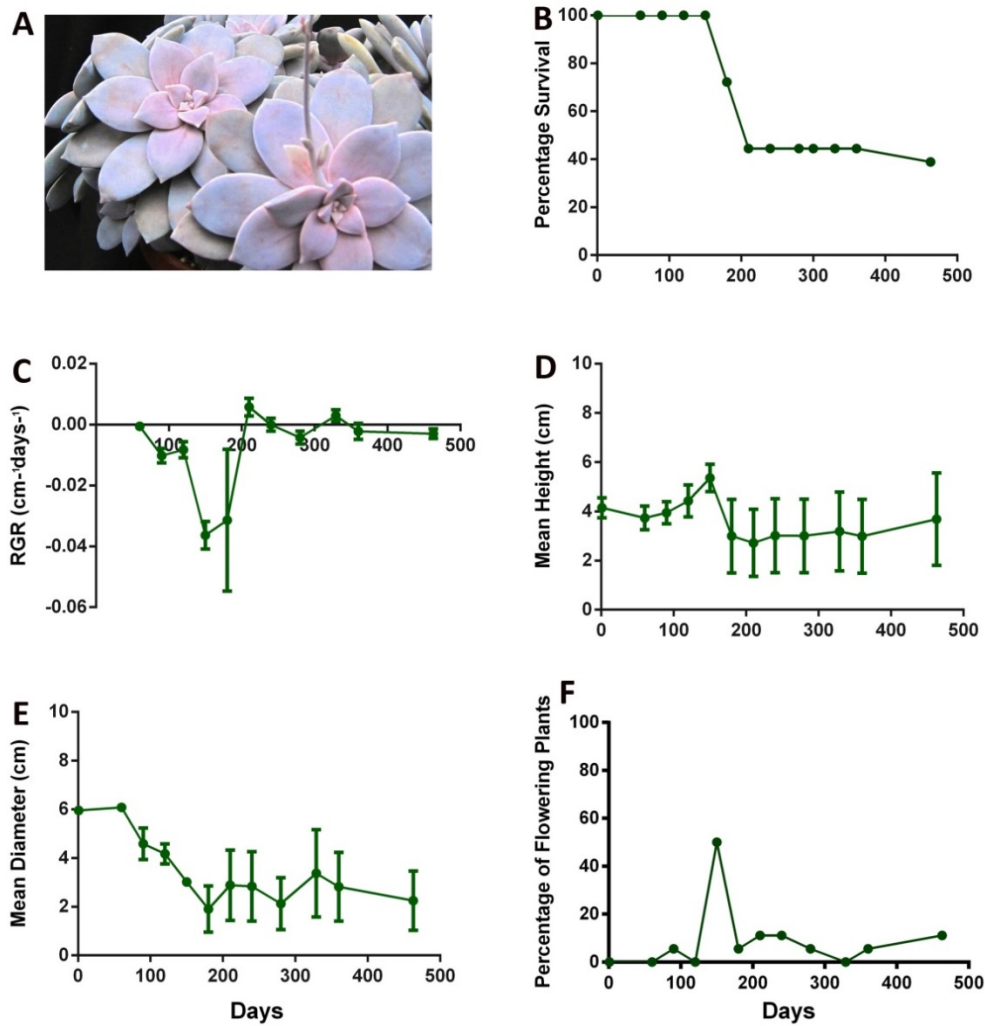 A
B
100
80
60
40
20
0
Percentage Survival
0 100 200 300 400 500
C
0.02
0.00
-0.02
-0.04
-0.06
RGR (cm-¹days-¹)
100 200 300 400 500
D
10
8
6
4
2
0
Mean Height (cm)
0 100 200 300 400 500
E
10
8
6
4
2
0
Mean Diameter (cm)
0 100 200 300 400 500
Days
F
100
80
60
40
20
0
Percentage of Flowering Plants
0 100 200 300 400 500
Days